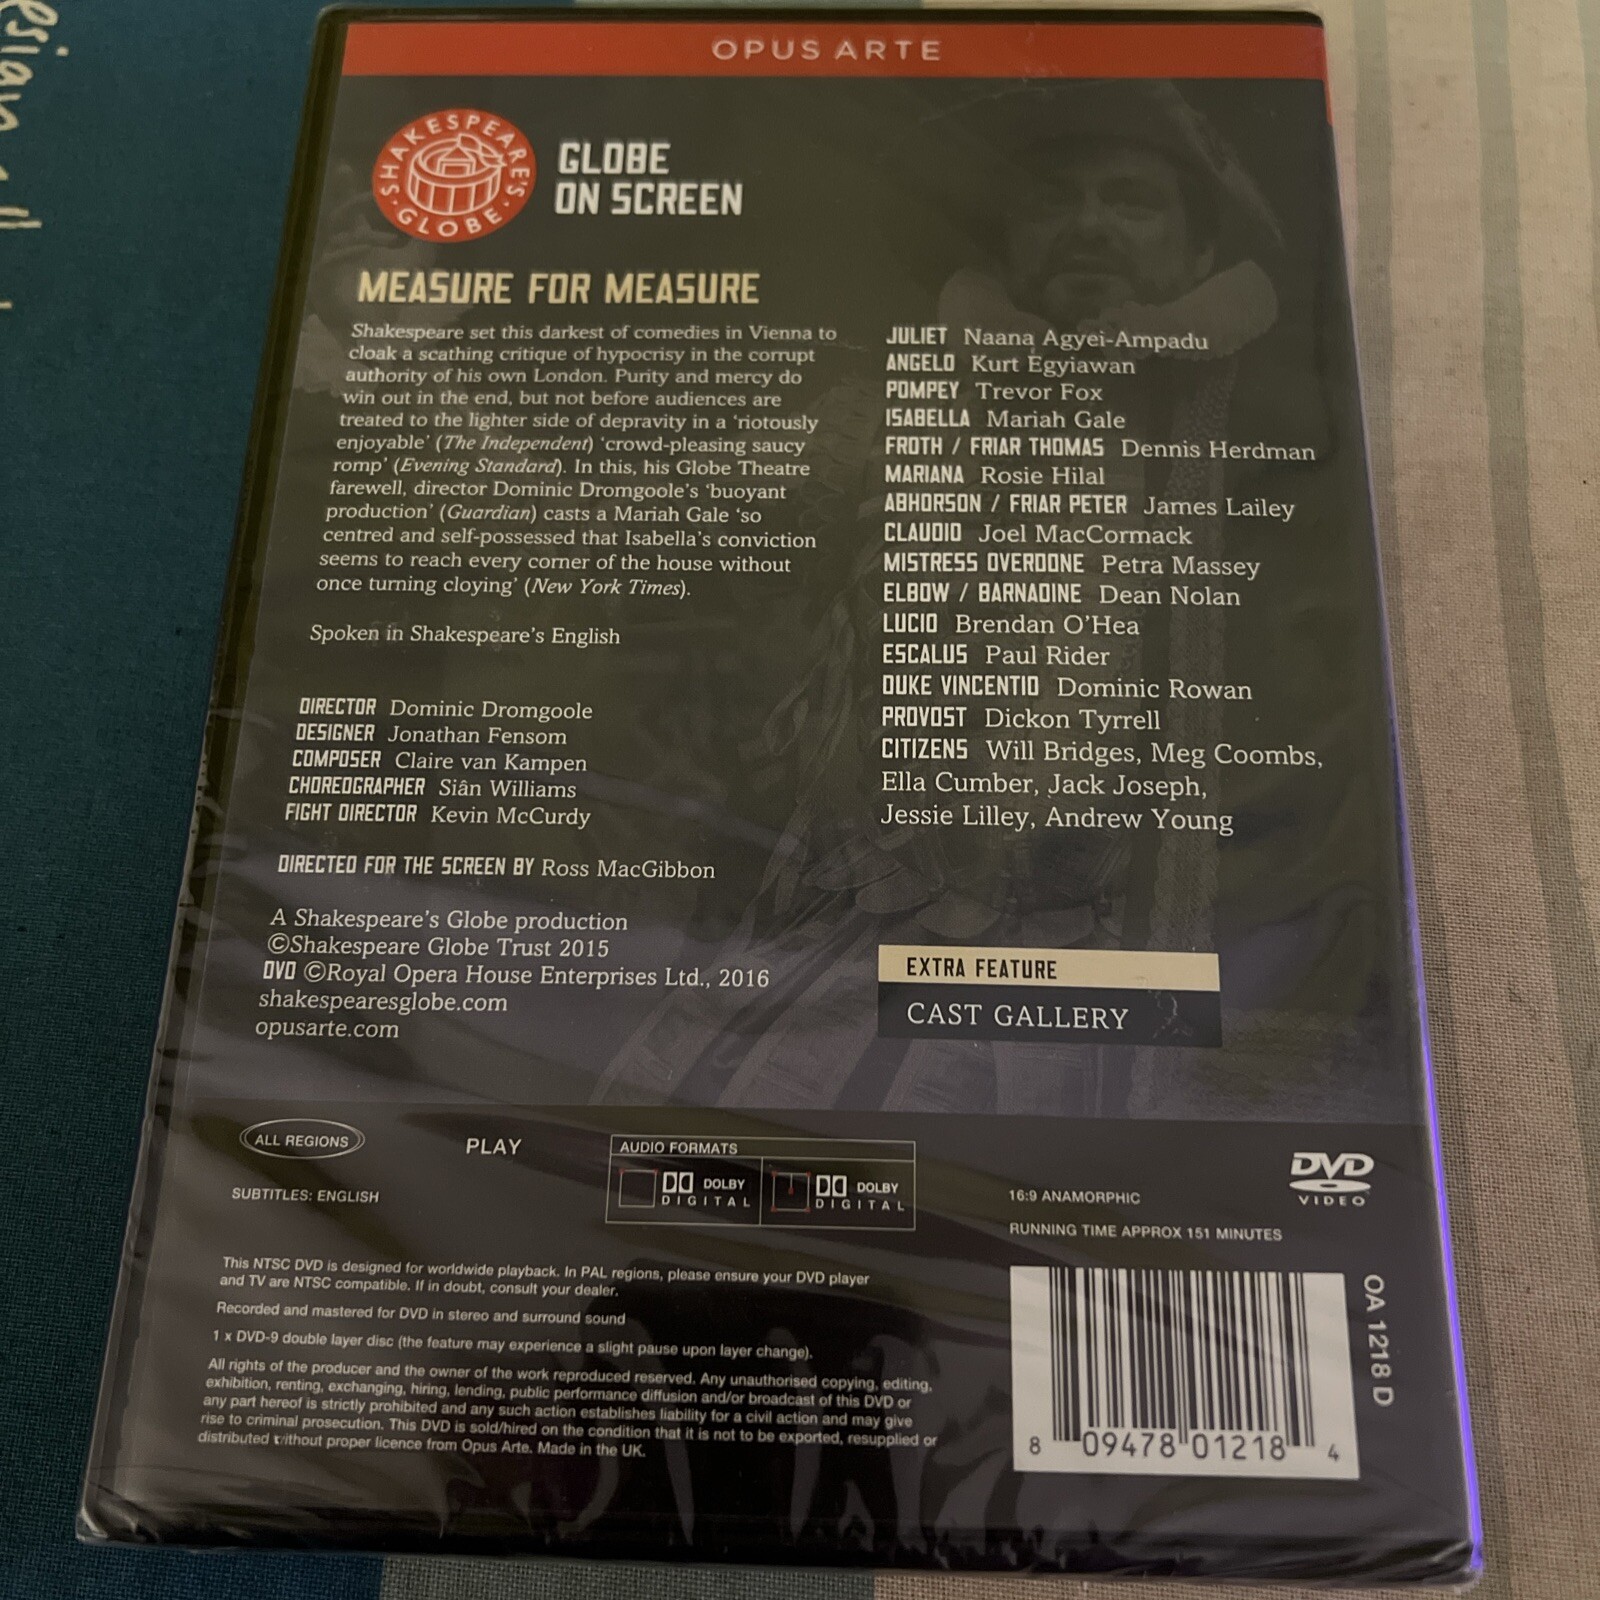 OPUS ARTE
SHAKESPEARE'S
· GLOBE ·
GLOBE
ON SCREEN
MEASURE FOR MEASURE
Shakespeare set this darkest of comedies in Vienna to
cloak a scathing critique of hypocrisy in the corrupt
authority of his own London. Purity and mercy do
win out in the end, but not before audiences are
treated to the lighter side of depravity in a ‘riotously
enjoyable’ (The Independent) ‘crowd-pleasing saucy
romp’ (Evening Standard). In this, his Globe Theatre
farewell, director Dominic Dromgoole’s ‘buoyant
production’ (Guardian) casts a Mariah Gale ‘so
centred and self-possessed that Isabella’s conviction
seems to reach every corner of the house without
once turning cloying’ (New York Times).
Spoken in Shakespeare’s English
DIRECTOR Dominic Dromgoole
DESIGNER Jonathan Fensom
COMPOSER Claire van Kampen
CHOREOGRAPHER Siân Williams
FIGHT DIRECTOR Kevin McCurdy
DIRECTED FOR THE SCREEN BY Ross MacGibbon
A Shakespeare’s Globe production
©Shakespeare Globe Trust 2015
DVD ©Royal Opera House Enterprises Ltd., 2016
shakespearesglobe.com
opusarte.com
JULIET Naana Agyei-Ampadu
ANGELO Kurt Egyiawan
POMPEY Trevor Fox
ISABELLA Mariah Gale
FROTH / FRIAR THOMAS Dennis Herdman
MARIANA Rosie Hilal
ABHORSON / FRIAR PETER James Lailey
CLAUDIO Joel MacCormack
MISTRESS OVERDONE Petra Massey
ELBOW / BARNADINE Dean Nolan
LUCIO Brendan O’Hea
ESCALUS Paul Rider
DUKE VINCENTIO Dominic Rowan
PROVOST Dickon Tyrrell
CITIZENS Will Bridges, Meg Coombs,
Ella Cumber, Jack Joseph,
Jessie Lilley, Andrew Young
EXTRA FEATURE
CAST GALLERY
ALL REGIONS
PLAY
SUBTITLES: ENGLISH
AUDIO FORMATS
DOLBY
DIGITAL
DOLBY
DIGITAL
16:9 ANAMORPHIC
RUNNING TIME APPROX 151 MINUTES
DVD
VIDEO
This NTSC DVD is designed for worldwide playback. In PAL regions, please ensure your DVD player
and TV are NTSC compatible. If in doubt, consult your dealer.
Recorded and mastered for DVD in stereo and surround sound
1 x DVD-9 double layer disc (the feature may experience a slight pause upon layer change).
All rights of the producer and the owner of the work reproduced reserved. Any unauthorised copying, editing,
exhibition, renting, exchanging, hiring, lending, public performance diffusion and/or broadcast of this DVD or
any part hereof is strictly prohibited and any such action establishes liability for a civil action and may give
rise to criminal prosecution. This DVD is sold/hired on the condition that it is not to be exported, resupplied or
distributed without proper licence from Opus Arte. Made in the UK.
8 09478 01218 4
OA 1218 D